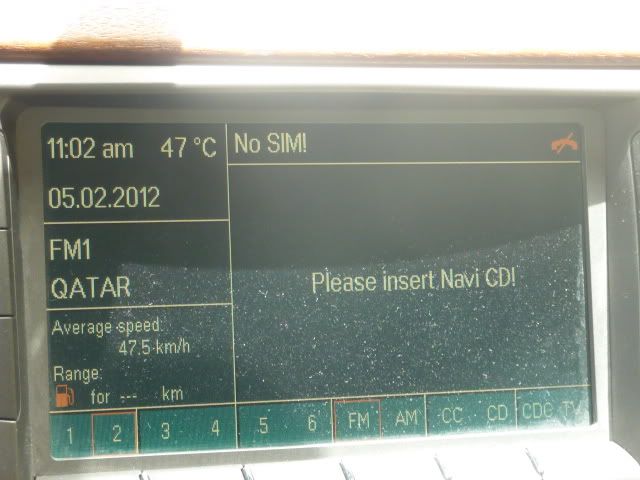 11:02 am 47 °C
05.02.2012
FM1
QATAR
Average speed:
47.5 km/h
Range:
for --- km
No SIM!
Please insert Navi CD!
1 2 3 4 5 6 FM AM CC CD CDC TV